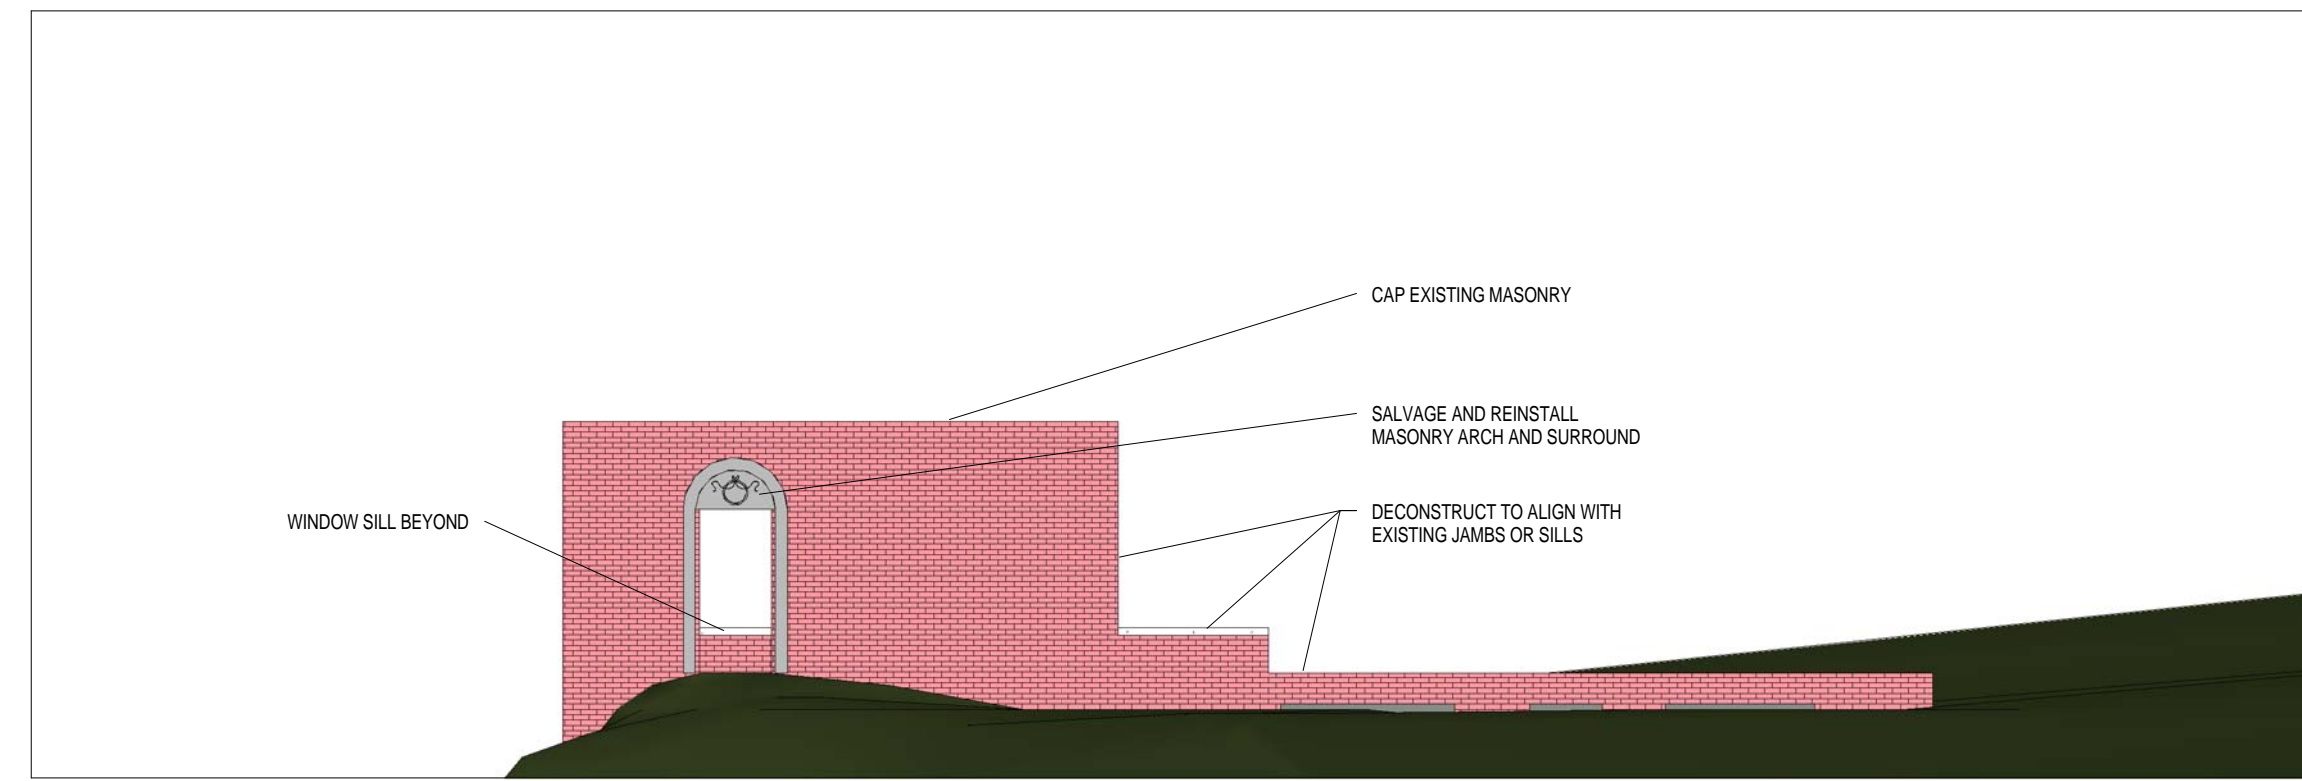 CAP EXISTING MASONRY
SALVAGE AND REINSTALL
MASONRY ARCH AND SURROUND
WINDOW SILL BEYOND
DECONSTRUCT TO ALIGN WITH
EXISTING JAMBS OR SILLS